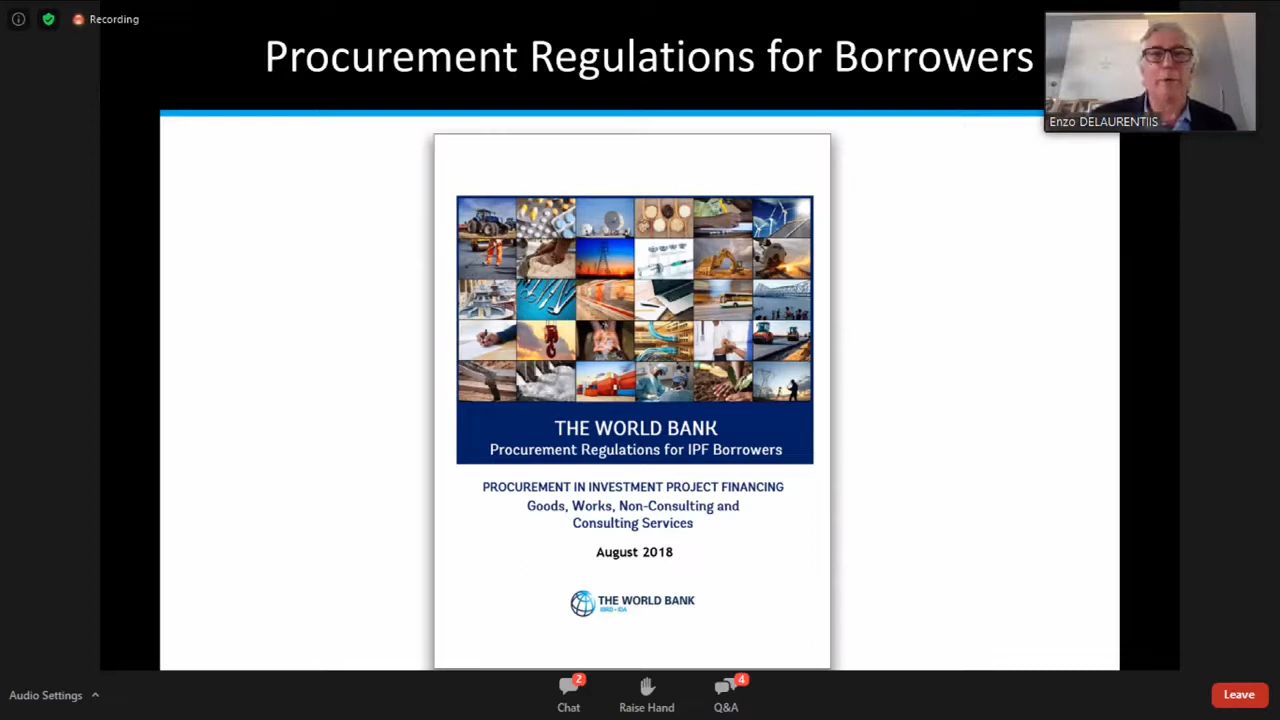 Recording
Procurement Regulations for Borrowers
Enzo DELAURENTIIS
THE WORLD BANK
Procurement Regulations for IPF Borrowers
PROCUREMENT IN INVESTMENT PROJECT FINANCING
Goods, Works, Non-Consulting and
Consulting Services
August 2018
THE WORLD BANK
IBRD • IDA
Audio Settings
2
Chat
Raise Hand
4
Q&A
Leave